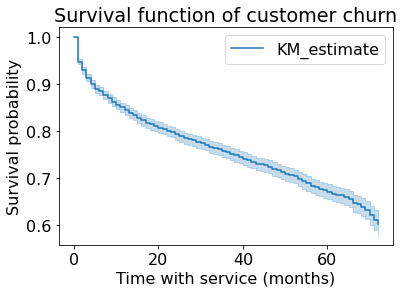 Survival function of customer churn
KM_estimate
1.0
0.9
0.8
0.7
0.6
Survival probability
0
20
40
60
Time with service (months)